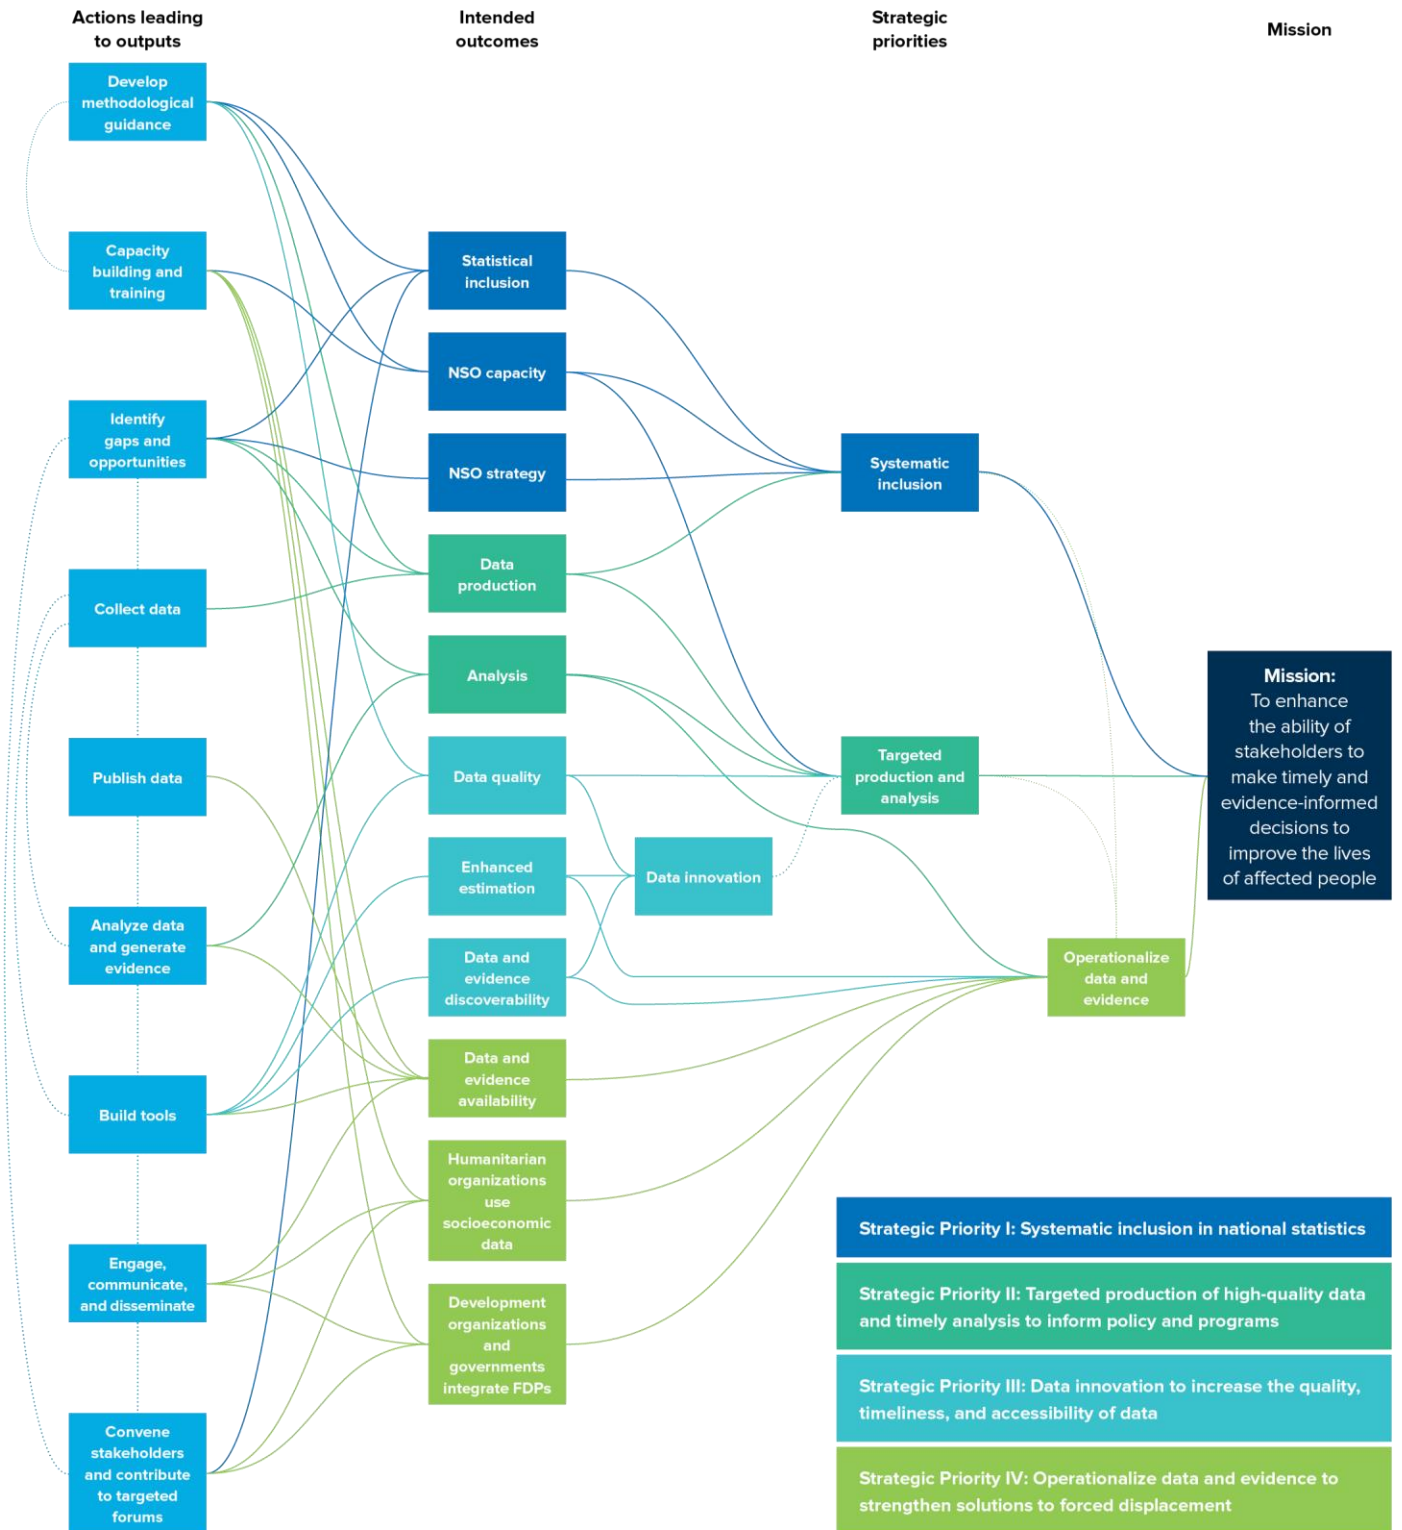 Actions leading
to outputs
Intended
outcomes
Strategic
priorities
Mission
Develop
methodological
guidance
Capacity
building and
training
Identify
gaps and
opportunities
Collect data
Publish data
Analyze data
and generate
evidence
Build tools
Engage,
communicate,
and disseminate
Convene
stakeholders
and contribute
to targeted
forums
Statistical
inclusion
NSO capacity
NSO strategy
Data
production
Analysis
Data quality
Enhanced
estimation
Data and
evidence
discoverability
Data and
evidence
availability
Humanitarian
organizations
use
socioeconomic
data
Development
organizations
and
governments
integrate FDPs
Data innovation
Systematic
inclusion
Targeted
production and
analysis
Operationalize
data and
evidence
Mission:
To enhance
the ability of
stakeholders to
make timely and
evidence-informed
decisions to
improve the lives
of affected people
Strategic Priority I: Systematic inclusion in national statistics
Strategic Priority II: Targeted production of high-quality data
and timely analysis to inform policy and programs
Strategic Priority III: Data innovation to increase the quality,
timeliness, and accessibility of data
Strategic Priority IV: Operationalize data and evidence to
strengthen solutions to forced displacement